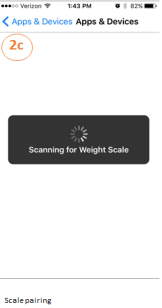 Verizon 1:43 PM 82%
Apps & Devices Apps & Devices
2c
Scanning for Weight Scale
Scale pairing